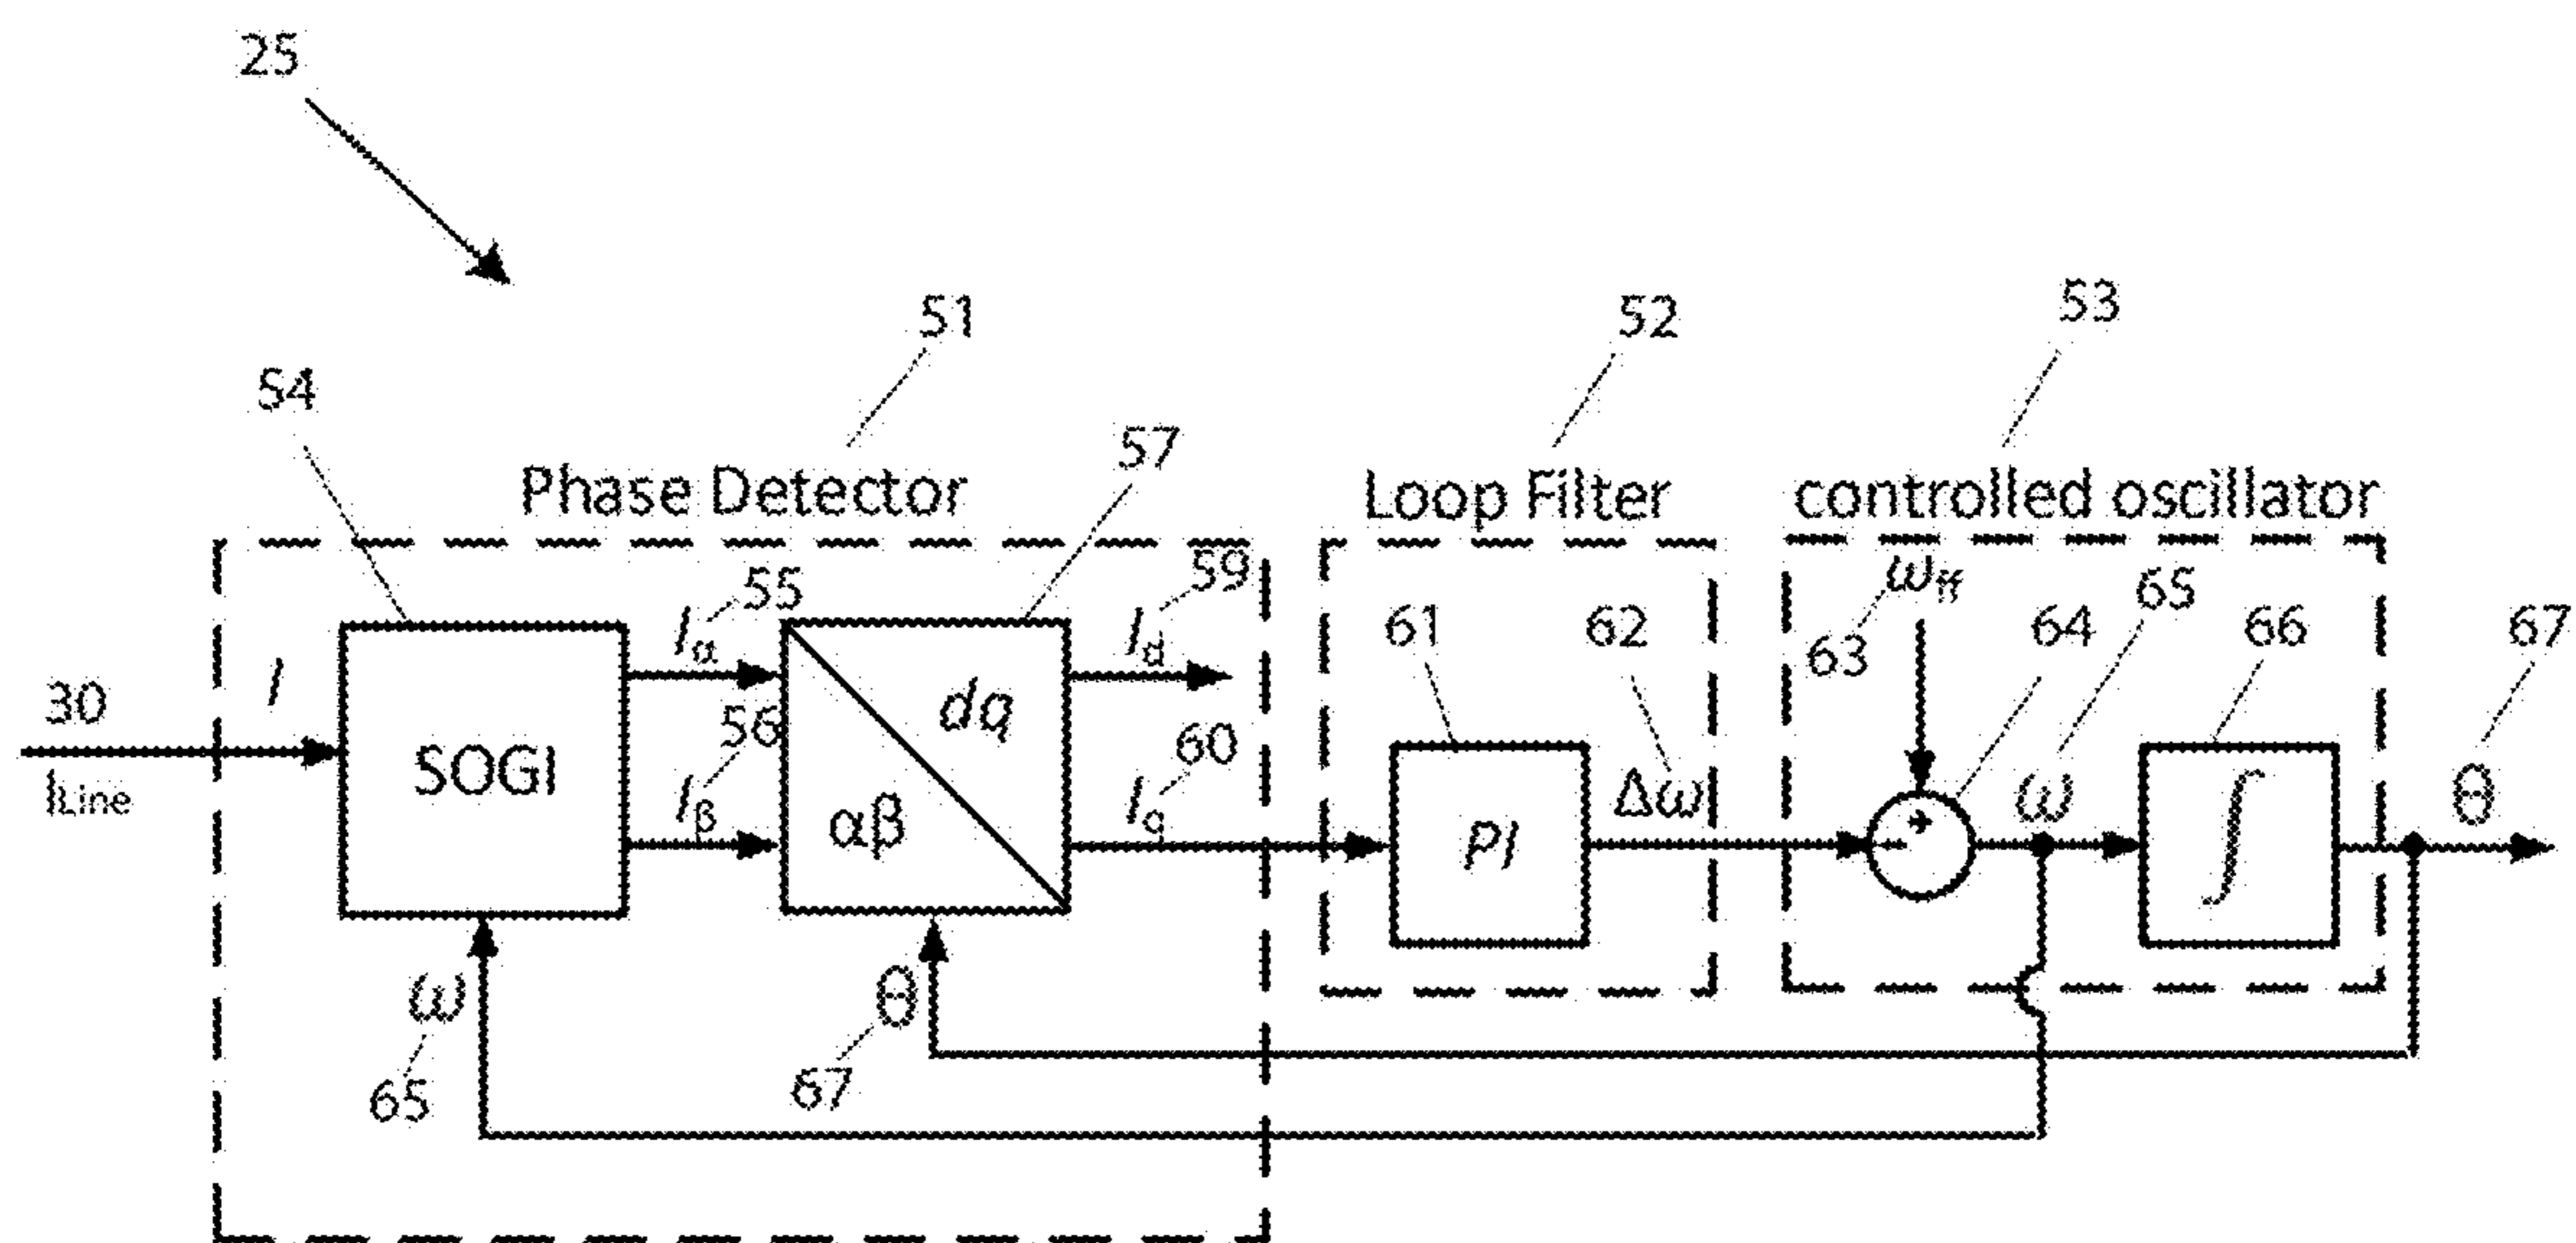 25
51
52
53
54
57
Phase Detector
Loop Filter
controlled oscillator
55
59
ωff
65
Iα
Id
61
62
63
64
66
67
30
I
56
dq
60
SOGI
ILine
Iβ
αβ
Iq
PI
Δω
+
-
ω
∫
θ
ω
θ
65
67